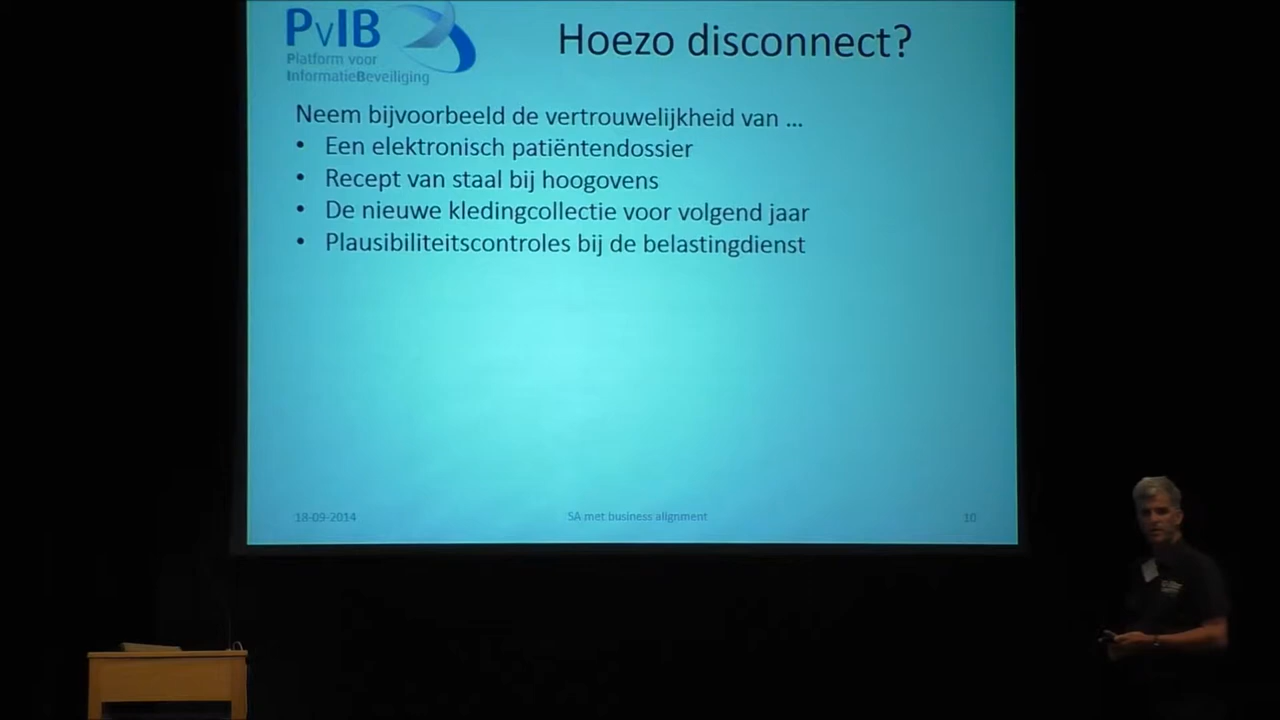 PvIB
Platform voor
InformatieBeveiliging
Hoezo disconnect?
Neem bijvoorbeeld de vertrouwelijkheid van ...
• Een elektronisch patiëntendossier
• Recept van staal bij hoogovens
• De nieuwe kledingcollectie voor volgend jaar
• Plausibiliteitscontroles bij de belastingdienst
18-09-2014
SA met business alignment
10